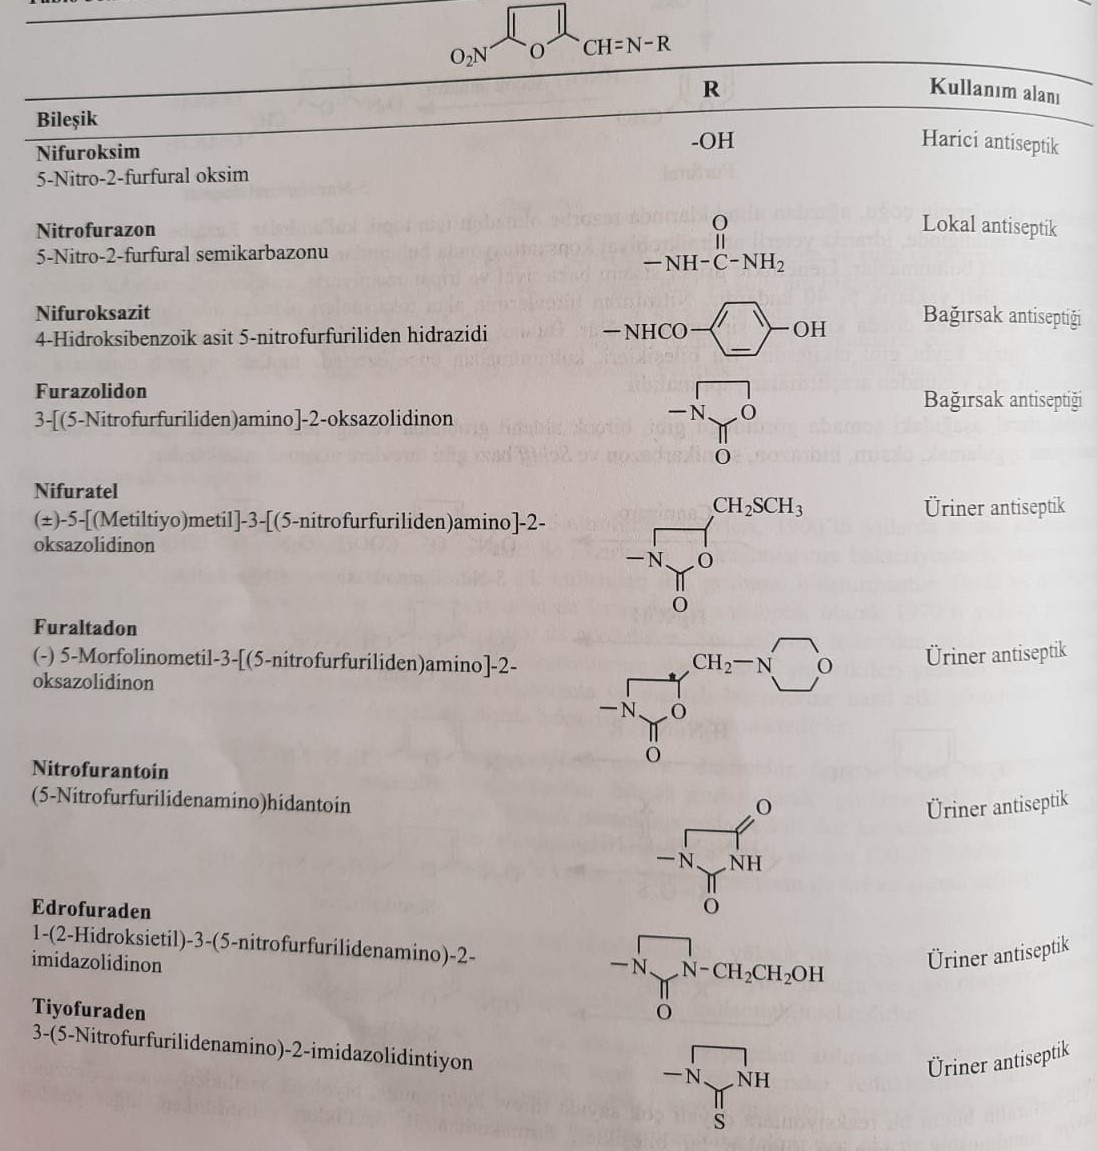 O₂N O CH=N-R
Bileşik R Kullanım alanı
Nifuroksim -OH Harici antiseptik
5-Nitro-2-furfural oksim
Nitrofurazon O Lokal antiseptik
5-Nitro-2-furfural semikarbazonu —NH-C-NH₂
Nifuroksazit Bağırsak antiseptiği
4-Hidroksibenzoik asit 5-nitrofurfuriliden hidrazidi —NHCO OH
Furazolidon Bağırsak antiseptiği
3-[(5-Nitrofurfuriliden)amino]-2-oksazolidinon —N O
O
Nifuratel CH₂SCH₃ Üriner antiseptik
(±)-5-[(Metiltiyo)metil]-3-[(5-nitrofurfuriliden)amino]-2-
oksazolidinon —N O
O
Furaltadon
(-) 5-Morfolinometil-3-[(5-nitrofurfuriliden)amino]-2- CH₂—N O Üriner antiseptik
oksazolidinon
—N O
O
Nitrofurantoin
(5-Nitrofurfurilidenamino)hidantoin O Üriner antiseptik
—N NH
O
Edrofuraden
1-(2-Hidroksietil)-3-(5-nitrofurfurilidenamino)-2- Üriner antiseptik
imidazolidinon —N N-CH₂CH₂OH
O
Tiyofuraden
3-(5-Nitrofurfurilidenamino)-2-imidazolidintiyon Üriner antiseptik
—N NH
S